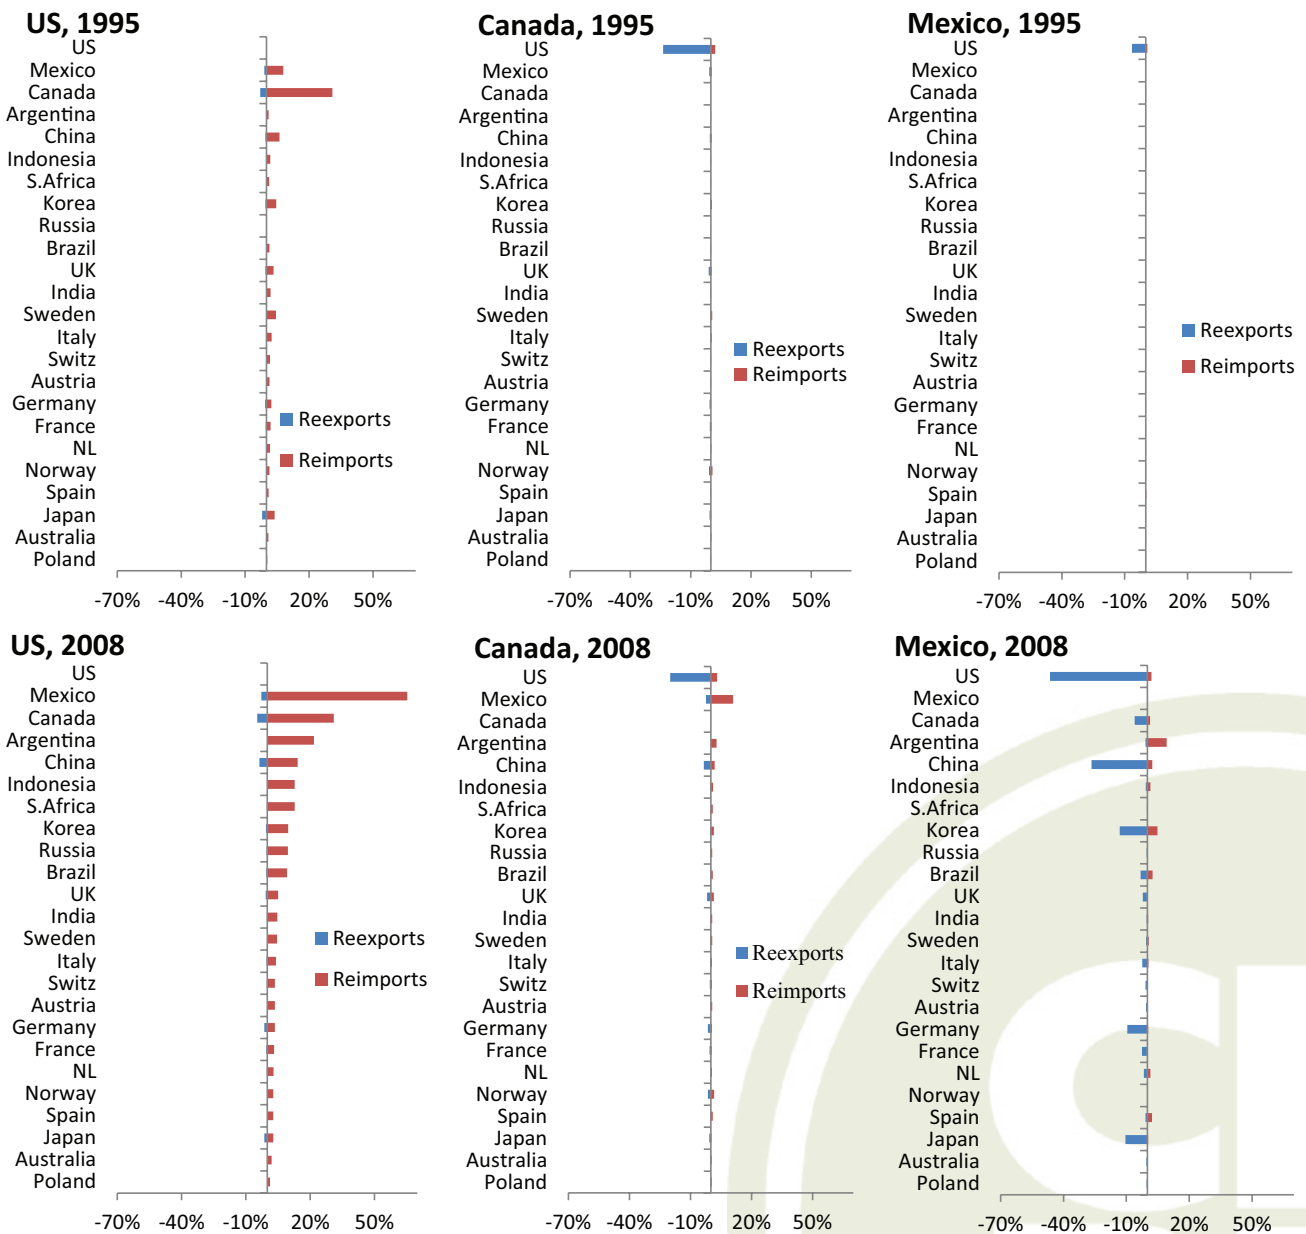 US, 1995
US
Mexico
Canada
Argentina
China
Indonesia
S.Africa
Korea
Russia
Brazil
UK
India
Sweden
Italy
Switz
Austria
Germany
France
NL
Norway
Spain
Japan
Australia
Poland
Reexports
Reimports
-70% -40% -10% 20% 50%
Canada, 1995
US
Mexico
Canada
Argentina
China
Indonesia
S.Africa
Korea
Russia
Brazil
UK
India
Sweden
Italy
Switz
Austria
Germany
France
NL
Norway
Spain
Japan
Australia
Poland
Reexports
Reimports
-70% -40% -10% 20% 50%
Mexico, 1995
US
Mexico
Canada
Argentina
China
Indonesia
S.Africa
Korea
Russia
Brazil
UK
India
Sweden
Italy
Switz
Austria
Germany
France
NL
Norway
Spain
Japan
Australia
Poland
Reexports
Reimports
-70% -40% -10% 20% 50%
US, 2008
US
Mexico
Canada
Argentina
China
Indonesia
S.Africa
Korea
Russia
Brazil
UK
India
Sweden
Italy
Switz
Austria
Germany
France
NL
Norway
Spain
Japan
Australia
Poland
Reexports
Reimports
-70% -40% -10% 20% 50%
Canada, 2008
US
Mexico
Canada
Argentina
China
Indonesia
S.Africa
Korea
Russia
Brazil
UK
India
Sweden
Italy
Switz
Austria
Germany
France
NL
Norway
Spain
Japan
Australia
Poland
Reexports
Reimports
-70% -40% -10% 20% 50%
Mexico, 2008
US
Mexico
Canada
Argentina
China
Indonesia
S.Africa
Korea
Russia
Brazil
UK
India
Sweden
Italy
Switz
Austria
Germany
France
NL
Norway
Spain
Japan
Australia
Poland
-70% -40% -10% 20% 50%